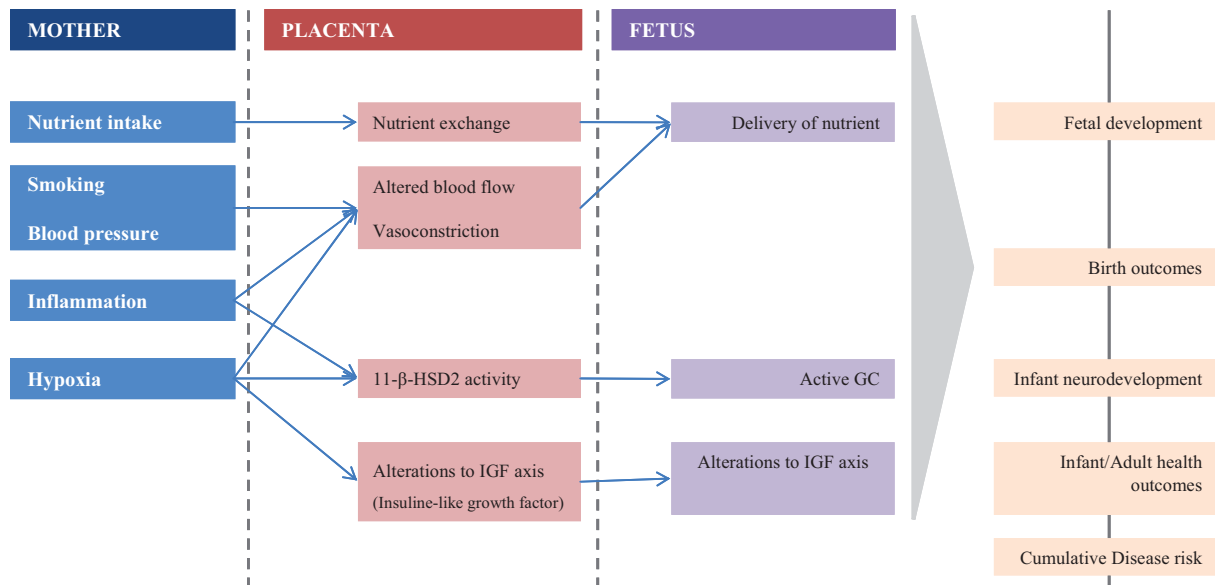 MOTHER
PLACENTA
FETUS
Nutrient intake
Nutrient exchange
Delivery of nutrient
Fetal development
Smoking
Blood pressure
Altered blood flow
Vasoconstriction
Birth outcomes
Inflammation
Hypoxia
11-β-HSD2 activity
Active GC
Infant neurodevelopment
Alterations to IGF axis
(Insuline-like growth factor)
Alterations to IGF axis
Infant/Adult health
outcomes
Cumulative Disease risk